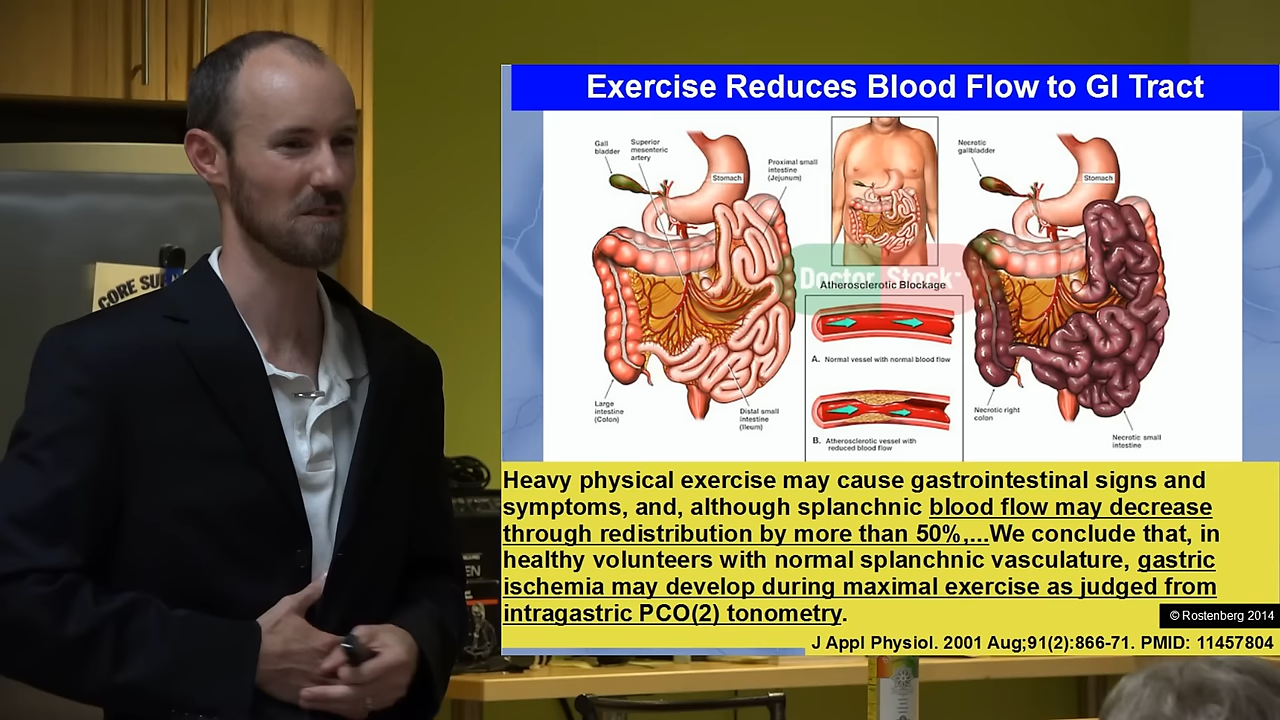 Exercise Reduces Blood Flow to GI Tract
Gall
bladder
Superior
mesenteric
artery
Stomach
Proximal small
intestine
(Jejunum)
Large
intestine
(Colon)
Distal small
intestine
(Ileum)
Doctor Stock
Atherosclerotic Blockage
A. Normal vessel with normal blood flow
B. Atherosclerotic vessel with
reduced blood flow
Necrotic
gallbladder
Stomach
Necrotic right
colon
Necrotic small
intestine
Heavy physical exercise may cause gastrointestinal signs and
symptoms, and, although splanchnic blood flow may decrease
through redistribution by more than 50%,...We conclude that, in
healthy volunteers with normal splanchnic vasculature, gastric
ischemia may develop during maximal exercise as judged from
intragastric PCO(2) tonometry.
© Rostenberg 2014
J Appl Physiol. 2001 Aug;91(2):866-71. PMID: 11457804
CORE